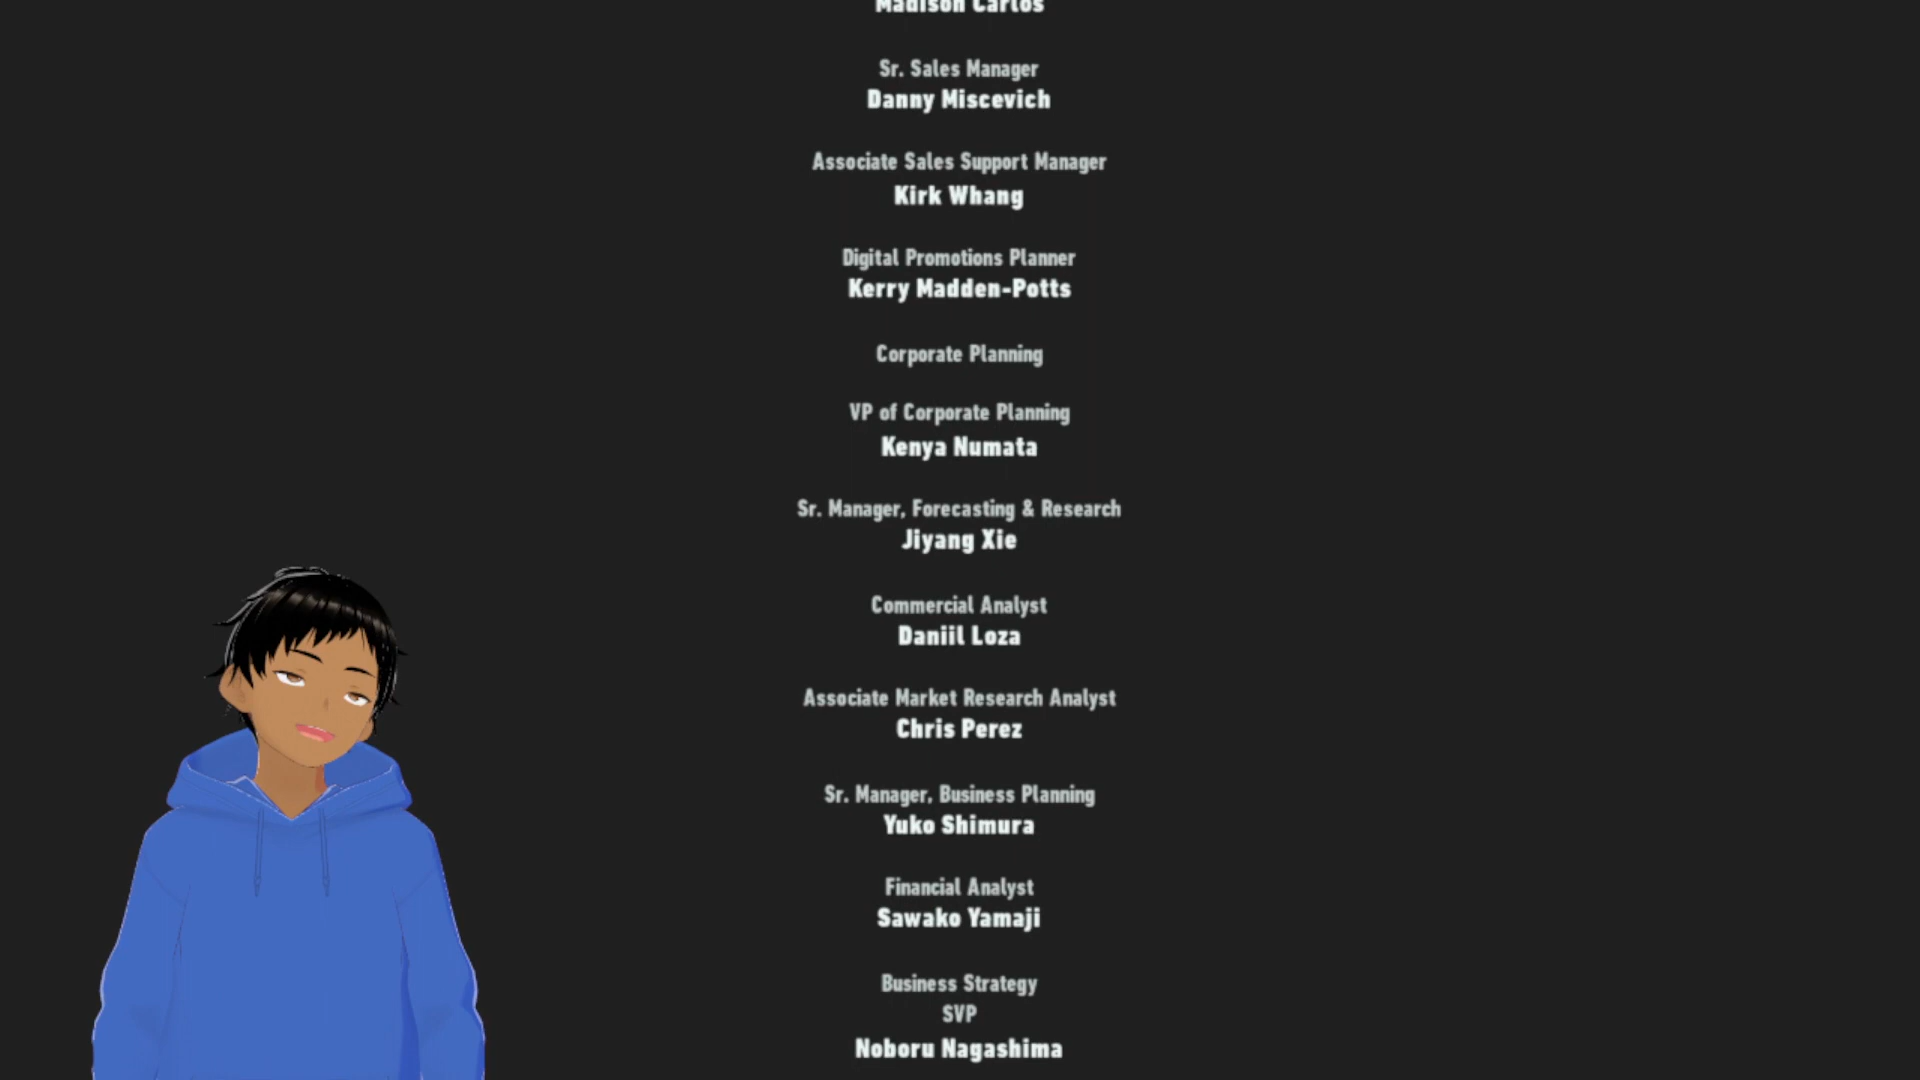 Madison Carlos
Sr. Sales Manager
Danny Miscevich
Associate Sales Support Manager
Kirk Whang
Digital Promotions Planner
Kerry Madden-Potts
Corporate Planning
VP of Corporate Planning
Kenya Numata
Sr. Manager, Forecasting & Research
Jiyang Xie
Commercial Analyst
Daniil Loza
Associate Market Research Analyst
Chris Perez
Sr. Manager, Business Planning
Yuko Shimura
Financial Analyst
Sawako Yamaji
Business Strategy
SVP
Noboru Nagashima